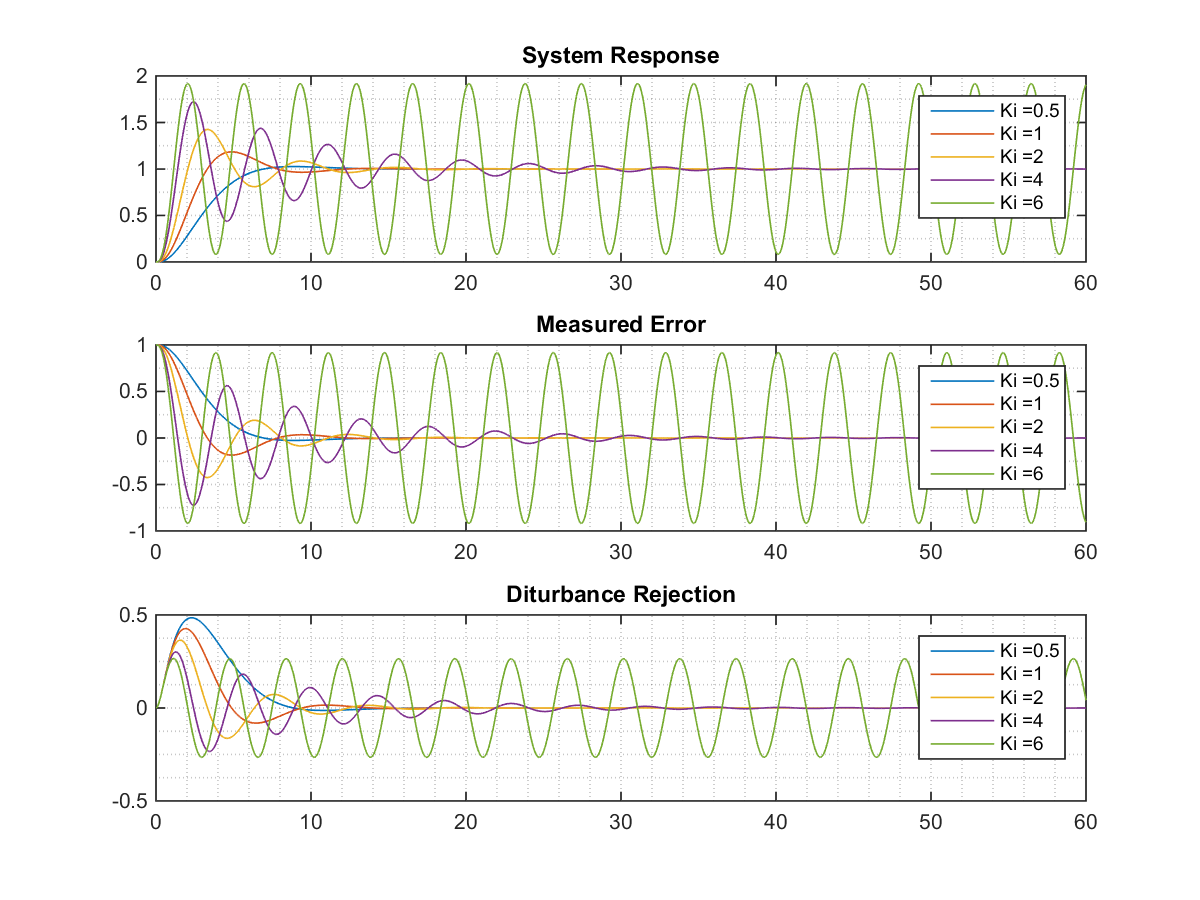 System Response
2
1.5
1
0.5
0
0 10 20 30 40 50 60
Ki =0.5
Ki =1
Ki =2
Ki =4
Ki =6
Measured Error
1
0.5
0
-0.5
-1
0 10 20 30 40 50 60
Ki =0.5
Ki =1
Ki =2
Ki =4
Ki =6
Diturbance Rejection
0.5
0
-0.5
0 10 20 30 40 50 60
Ki =0.5
Ki =1
Ki =2
Ki =4
Ki =6